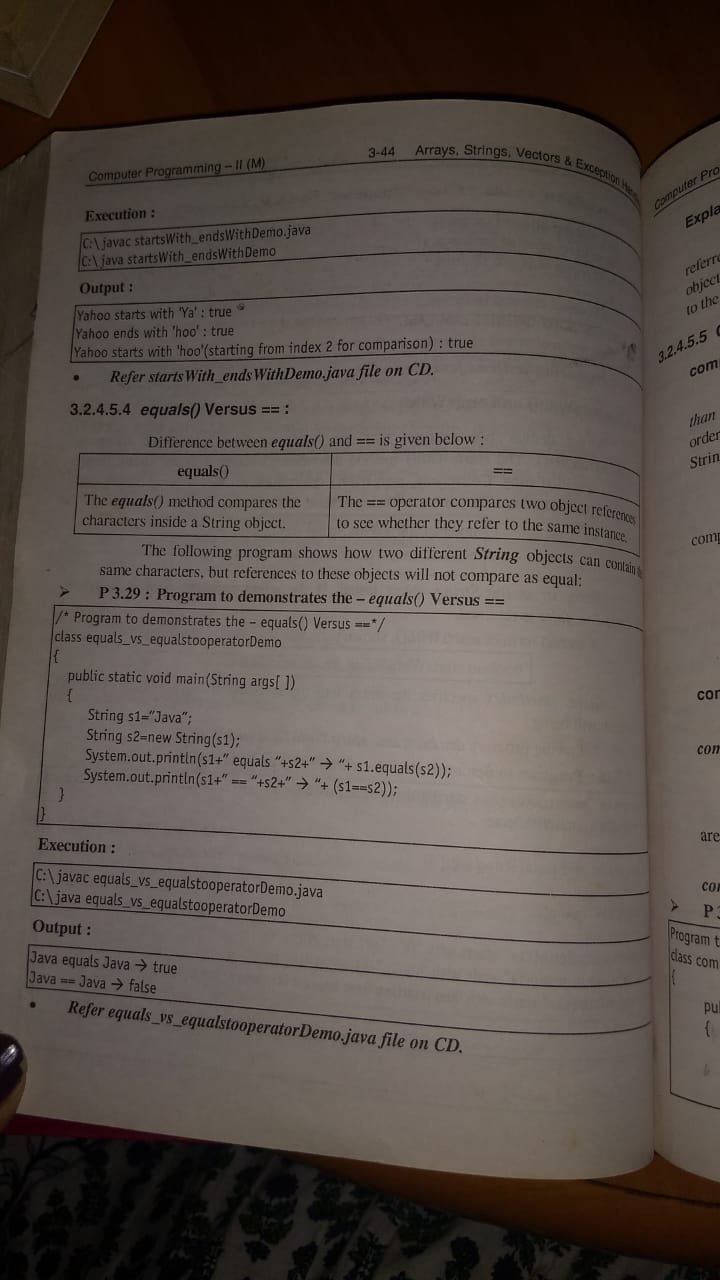 Computer Programming – II (M)
3-44 Arrays, Strings, Vectors & Exception
Execution :
C:\javac startsWith_endsWithDemo.java
C:\java startsWith_endsWithDemo
Output :
Yahoo starts with 'Ya' : true
Yahoo ends with 'hoo' : true
Yahoo starts with 'hoo'(starting from index 2 for comparison) : true
• Refer startsWith_endsWithDemo.java file on CD.
3.2.4.5.4 equals() Versus == :
Difference between equals() and == is given below :
equals()
==
The equals() method compares the
characters inside a String object.
The == operator compares two object references
to see whether they refer to the same instance.
The following program shows how two different String objects can contain
same characters, but references to these objects will not compare as equal:
➢ P 3.29 : Program to demonstrates the – equals() Versus ==
/* Program to demonstrates the – equals() Versus ==*/
class equals_vs_equalstooperatorDemo
{
public static void main(String args[ ])
{
String s1=”Java”;
String s2=new String(s1);
System.out.println(s1+” equals “+s2+” → “+ s1.equals(s2));
System.out.println(s1+” == “+s2+” → “+ (s1==s2));
}
}
Execution :
C:\javac equals_vs_equalstooperatorDemo.java
C:\java equals_vs_equalstooperatorDemo
Output :
Java equals Java → true
Java == Java → false
• Refer equals_vs_equalstooperatorDemo.java file on CD.
Computer Pro
Expla
referre
object
to the
3.2.4.5.5
com
than
order
Strin
comp
cor
com
are
con
➢ P 3
Program t
class com
{
pu
{